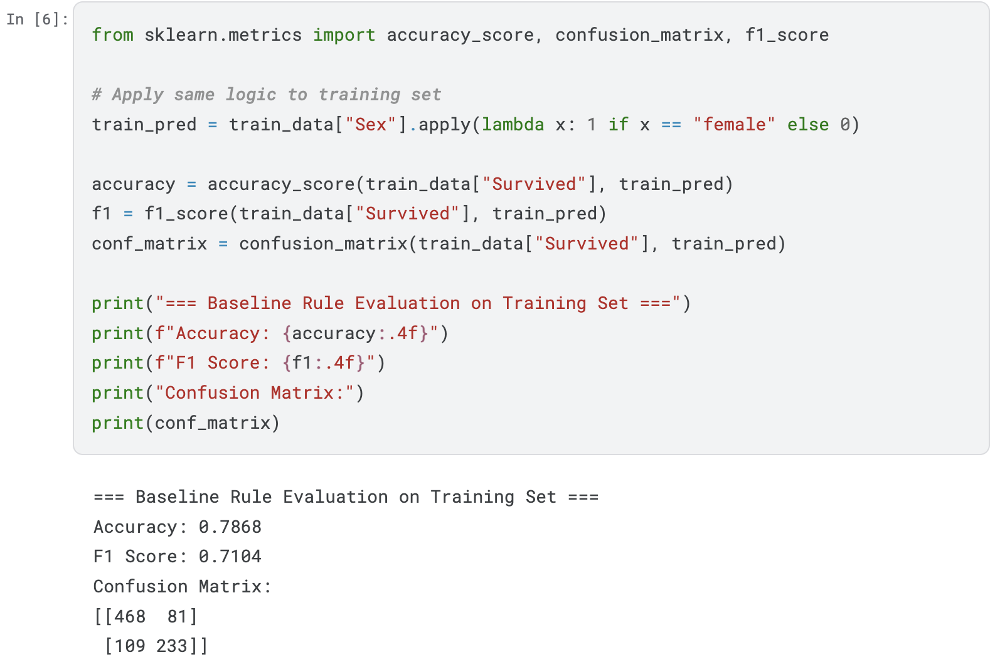 In [6]:
from sklearn.metrics import accuracy_score, confusion_matrix, f1_score
# Apply same logic to training set
train_pred = train_data["Sex"].apply(lambda x: 1 if x == "female" else 0)
accuracy = accuracy_score(train_data["Survived"], train_pred)
f1 = f1_score(train_data["Survived"], train_pred)
conf_matrix = confusion_matrix(train_data["Survived"], train_pred)
print("=== Baseline Rule Evaluation on Training Set ===")
print(f"Accuracy: {accuracy:.4f}")
print(f"F1 Score: {f1:.4f}")
print("Confusion Matrix:")
print(conf_matrix)
=== Baseline Rule Evaluation on Training Set ===
Accuracy: 0.7868
F1 Score: 0.7104
Confusion Matrix:
[[468  81]
 [109 233]]